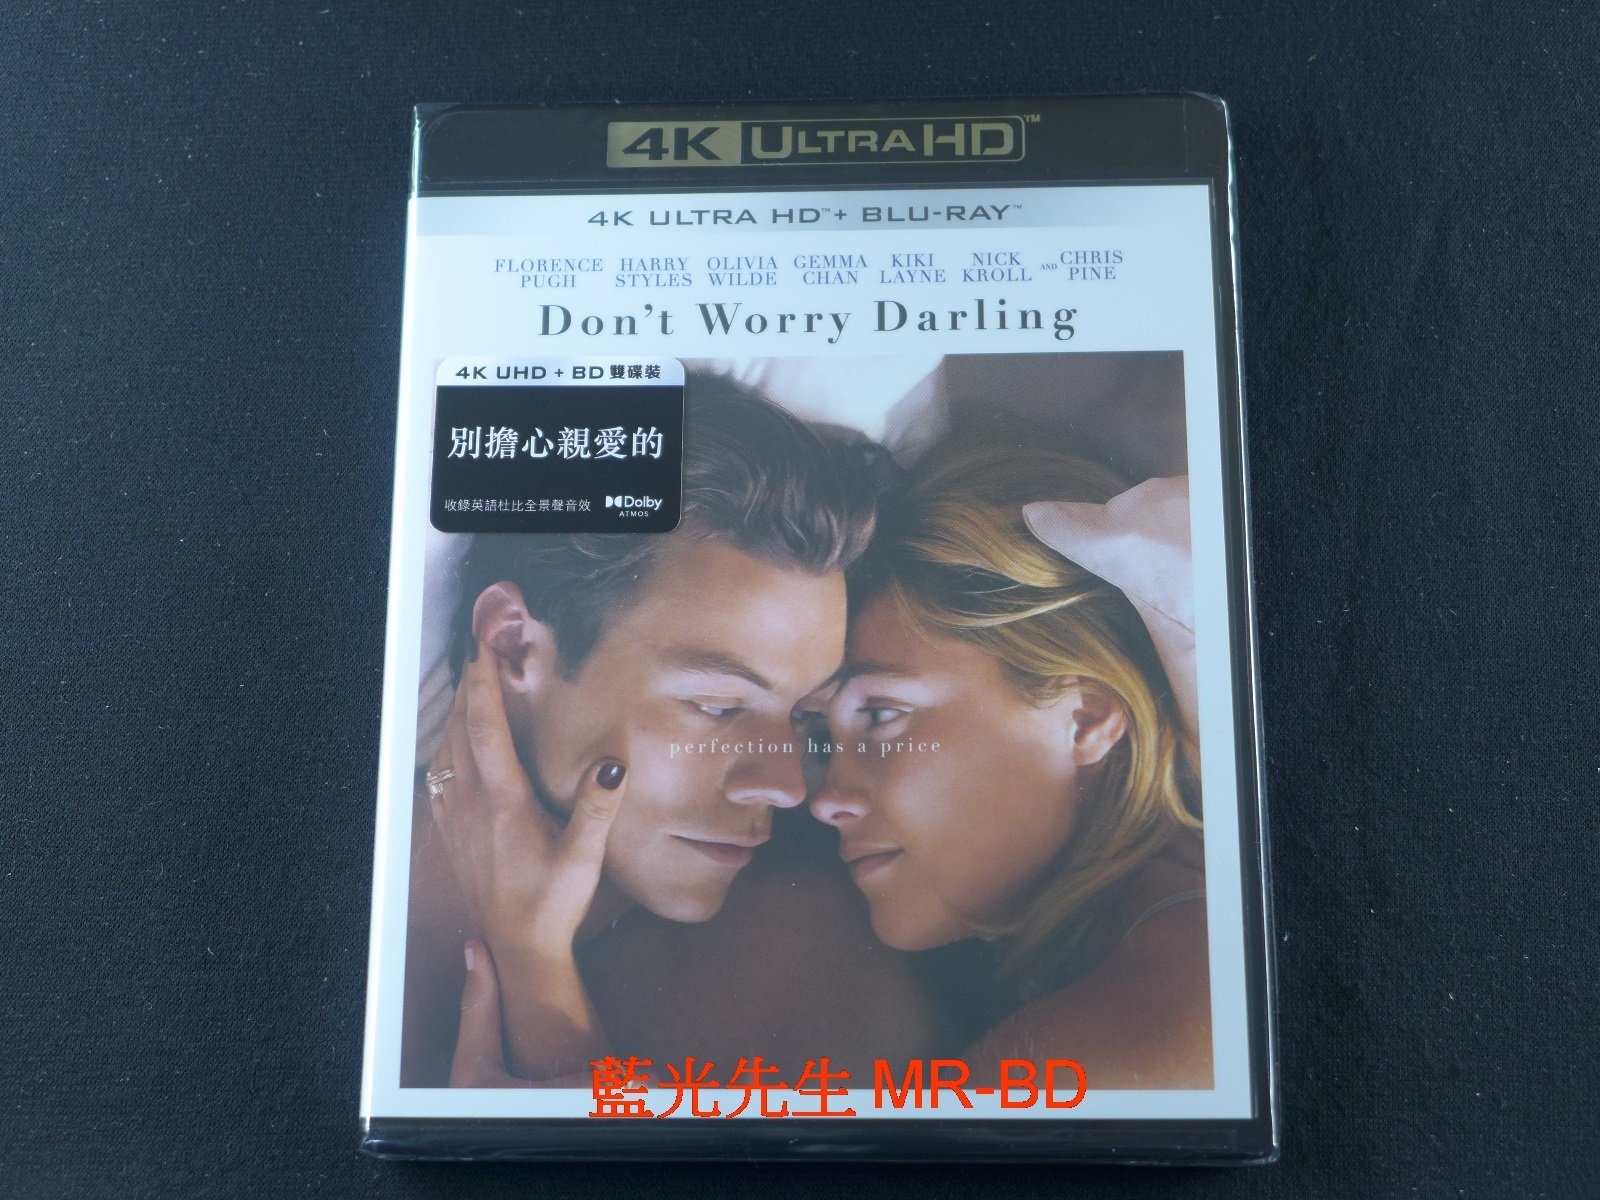 4K ULTRA HD™
4K ULTRA HD™ + BLU-RAY™
FLORENCE PUGH HARRY STYLES OLIVIA WILDE GEMMA CHAN KIKI LAYNE NICK KROLL AND CHRIS PINE
Don't Worry Darling
4K UHD + BD 雙碟裝
別擔心親愛的
收錄英語杜比全景聲音效 Dolby ATMOS
perfection has a price
藍光先生 MR-BD